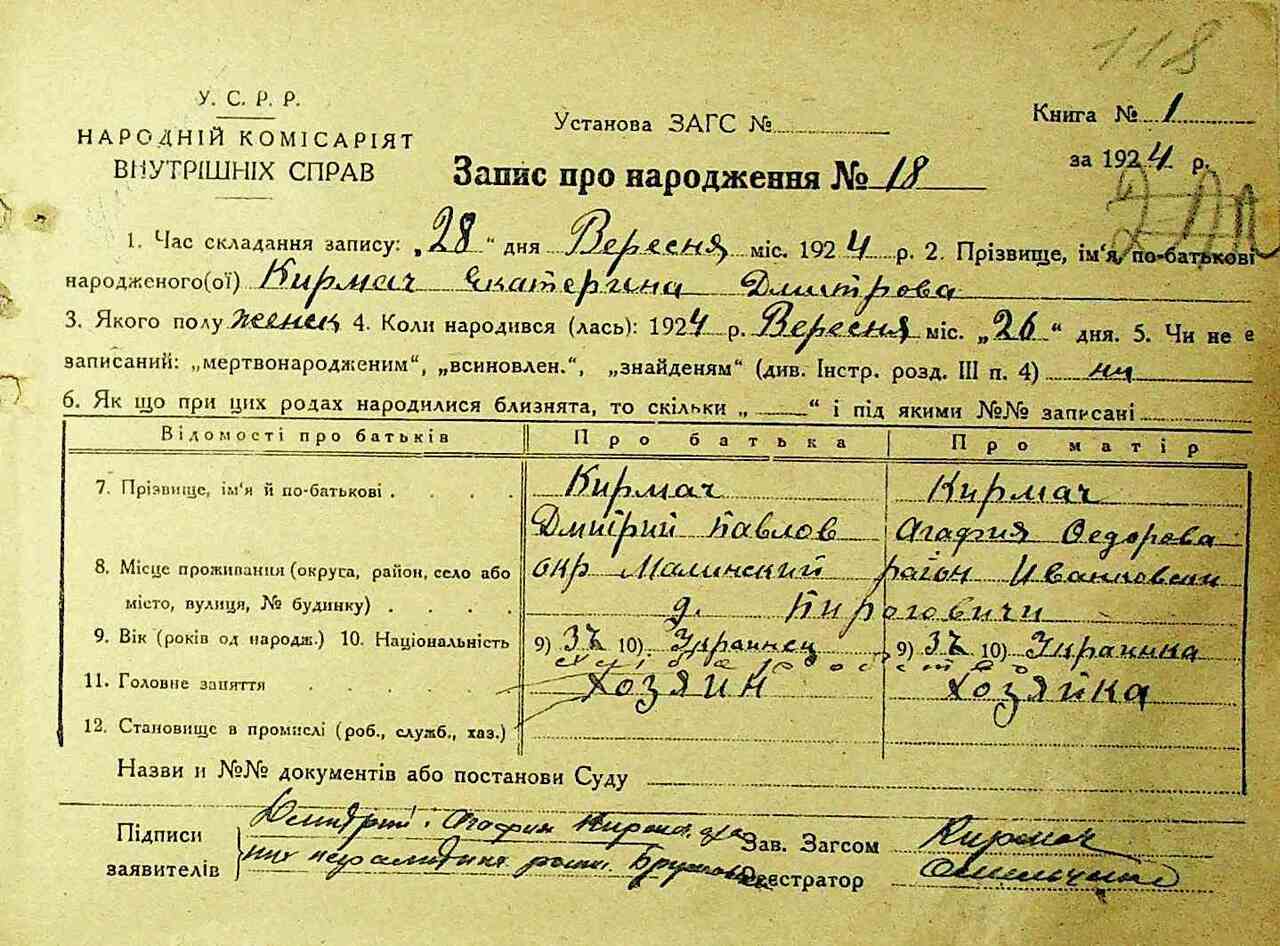 118
У. С. Р. Р.
НАРОДНІЙ КОМІСАРІЯТ
ВНУТРІШНІХ СПРАВ
Установа ЗАГС №
Книга № 1
за 1924 р.
Запис про народження № 18
1. Час складання запису: „28“ дня Вересня міс. 1924 р. 2. Прізвище, ім‘я, по-батькові
народженого(ої) Кирмач Екатерина Дмитрова
3. Якого полу женск 4. Коли народився (лась): 1924 р. Вересня міс. „26“ дня. 5. Чи не є
записаний: „мертвонародженим“, „всиновлен.“, „знайденям“ (див. Інстр. розд. III п. 4) ни
6. Як що при цих родах народилися близнята, то скільки „ — “ і під якими №№ записані
Відомості про батьків Про батька Про матір
7. Прізвище, ім‘я й по-батькові . . . . Кирмач Кирмач
Дмитрий Павлов Агафия Федорова
8. Місце проживання (округа, район, село або окр Малинский район Иванковский
місто, вулиця, № будинку) . . . . д. Пироговичи
9. Вік (років од народж.) 10. Національність 9) 10) Украинец 9) 10) Украинка
11. Головне заняття . . . . . Хозяин Хозяйка
12. Становище в промислі (роб., служб., хаз.)
Назви и №№ документів або постанови Суду
Підписи
заявителів
Дмитрий Агафия
Зав. Загсом Кирмач
Реєстратор